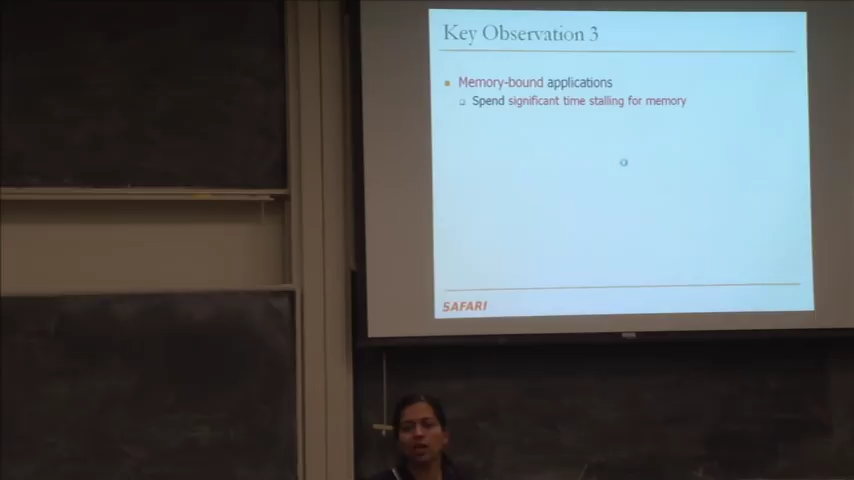 Key Observation 3
Memory-bound applications
Spend significant time stalling for memory
SAFARI